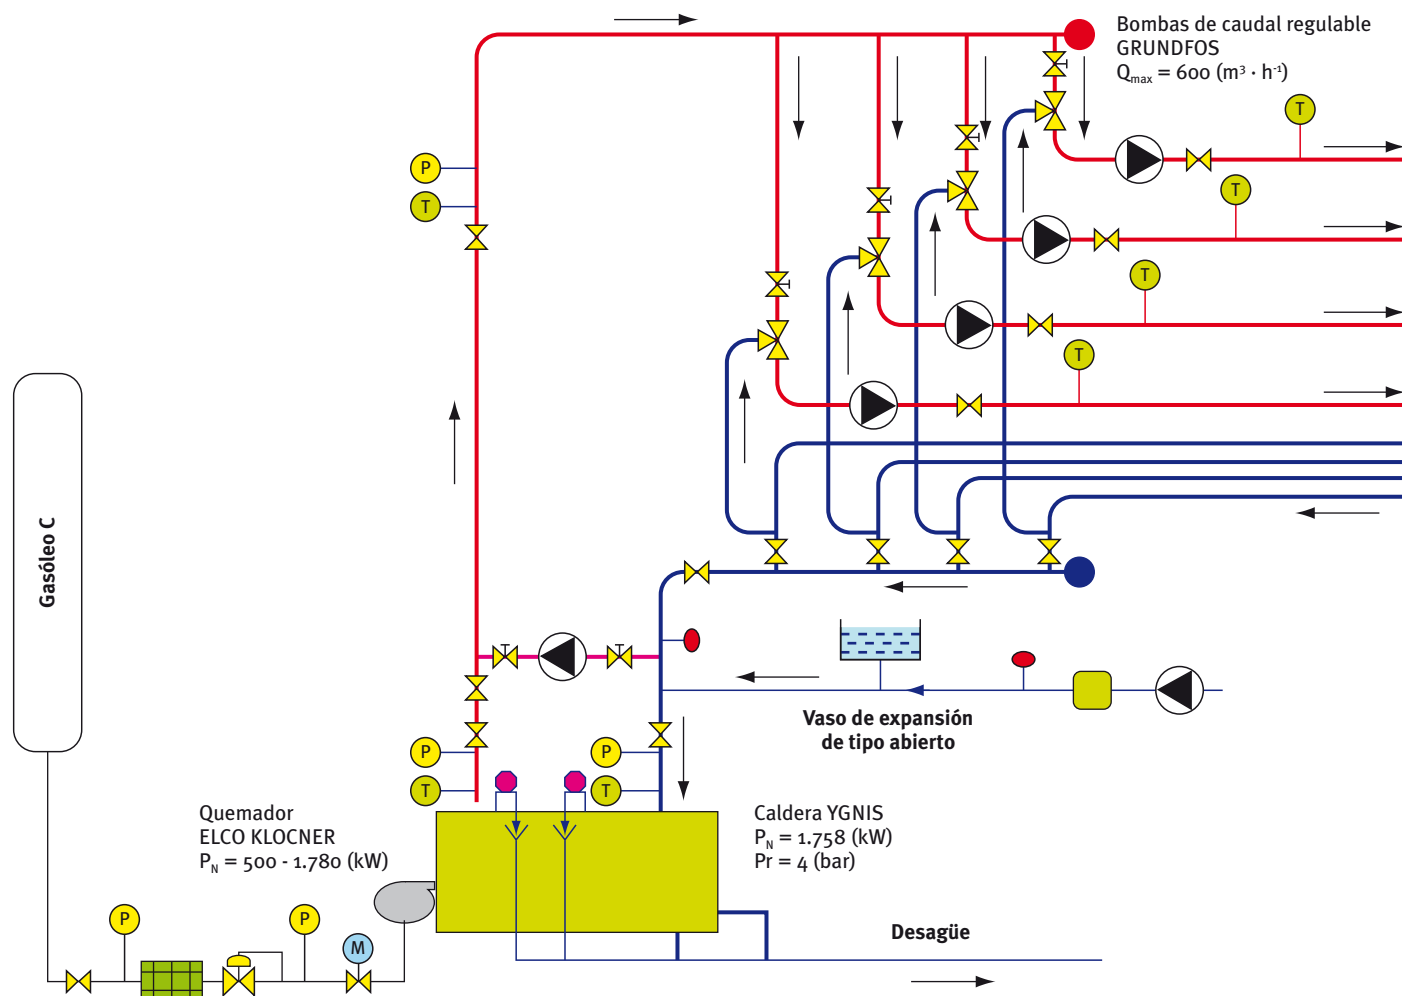 Bombas de caudal regulable
GRUNDFOS
Qmax = 600 (m³ · h⁻¹)
T
P
T
T
T
T
Gasóleo C
Vaso de expansión
de tipo abierto
P
T
P
T
Quemador
ELCO KLOCNER
PN = 500 - 1.780 (kW)
Caldera YGNIS
PN = 1.758 (kW)
Pr = 4 (bar)
P
P
M
Desagüe